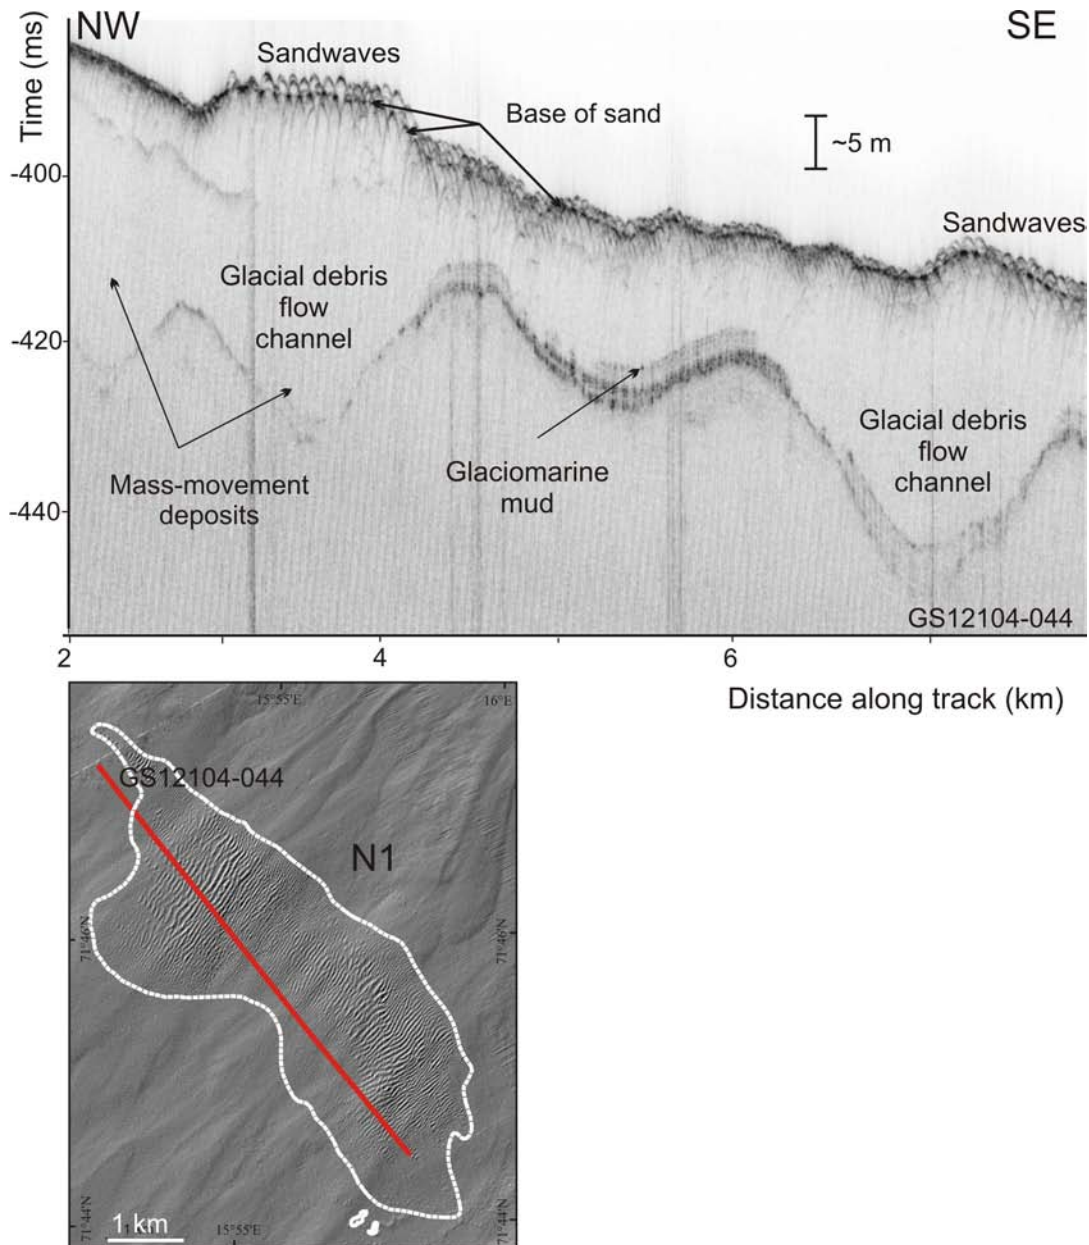 NW
SE
Time (ms)
Sandwaves
Base of sand
~5 m
-400
Sandwaves
Glacial debris
flow
channel
-420
Glacial debris
flow
channel
Glaciomarine
mud
Mass-movement
deposits
-440
GS12104-044
2
4
6
Distance along track (km)
15°55'E
16°E
GS12104-044
N1
71°46'N
71°46'N
71°44'N
71°44'N
1 km
15°55'E